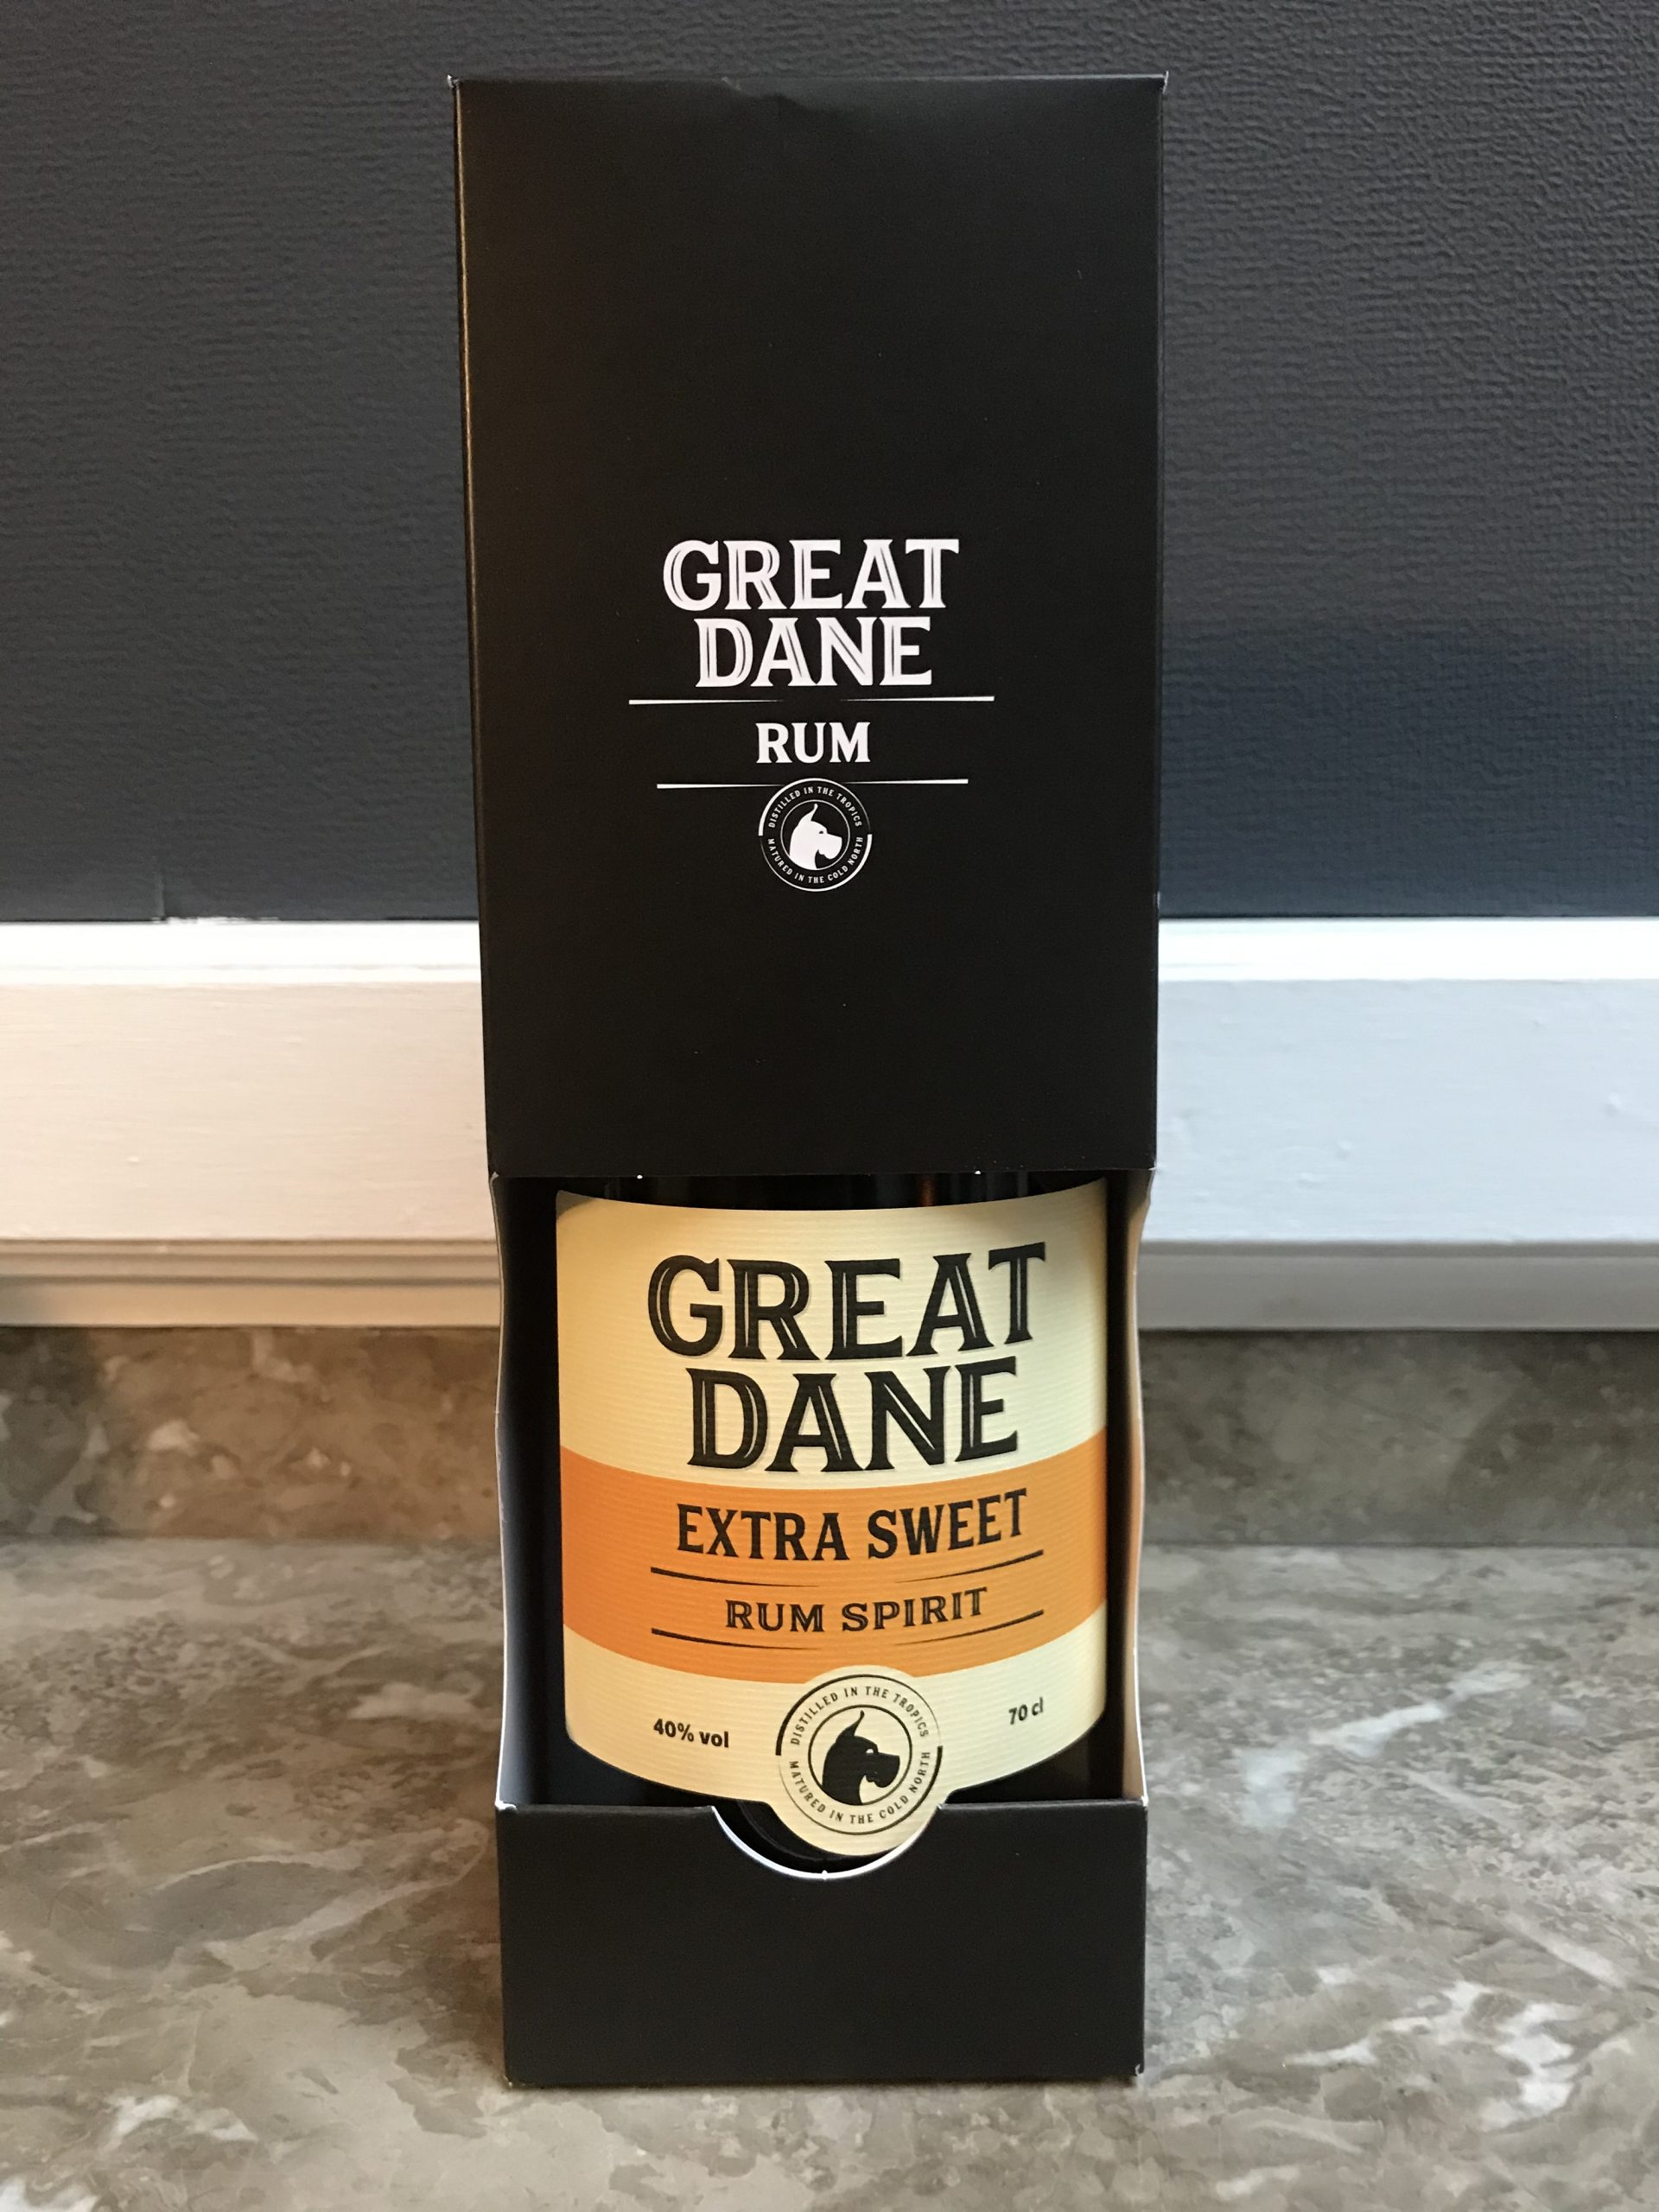 GREAT
DANE
RUM
DISTILLED IN THE TROPICS
MATURED IN THE COLD NORTH
GREAT
DANE
EXTRA SWEET
RUM SPIRIT
40% vol
70 cl
DISTILLED IN THE TROPICS
MATURED IN THE COLD NORTH